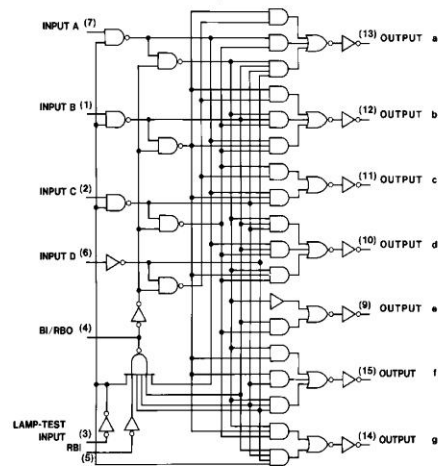 INPUT A (7)
INPUT B (1)
INPUT C (2)
INPUT D (6)
BI/RBO (4)
LAMP-TEST
INPUT
(3)
RBI
(5)
(13) OUTPUT a
(12) OUTPUT b
(11) OUTPUT c
(10) OUTPUT d
(9) OUTPUT e
(15) OUTPUT f
(14) OUTPUT g